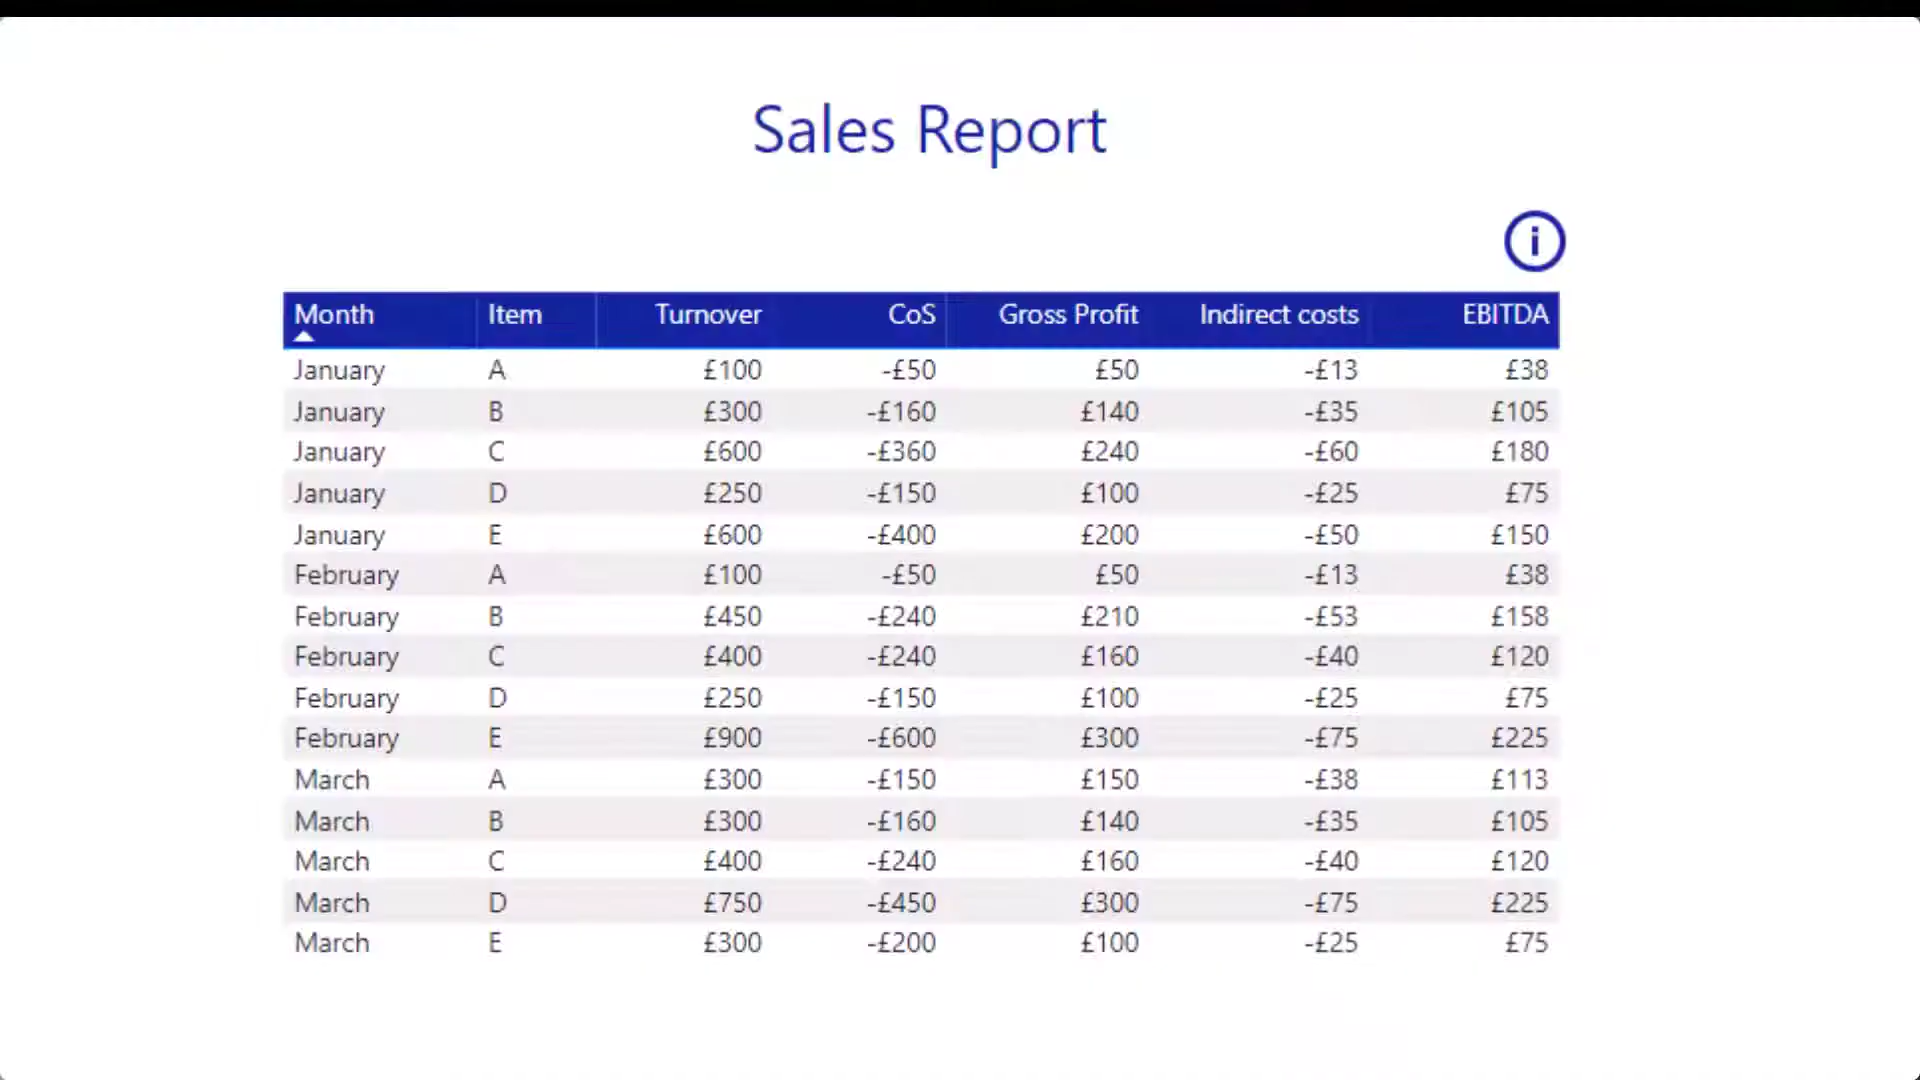 Sales Report
i
Month Item Turnover CoS Gross Profit Indirect costs EBITDA
January A £100 -£50 £50 -£13 £38
January B £300 -£160 £140 -£35 £105
January C £600 -£360 £240 -£60 £180
January D £250 -£150 £100 -£25 £75
January E £600 -£400 £200 -£50 £150
February A £100 -£50 £50 -£13 £38
February B £450 -£240 £210 -£53 £158
February C £400 -£240 £160 -£40 £120
February D £250 -£150 £100 -£25 £75
February E £900 -£600 £300 -£75 £225
March A £300 -£150 £150 -£38 £113
March B £300 -£160 £140 -£35 £105
March C £400 -£240 £160 -£40 £120
March D £750 -£450 £300 -£75 £225
March E £300 -£200 £100 -£25 £75